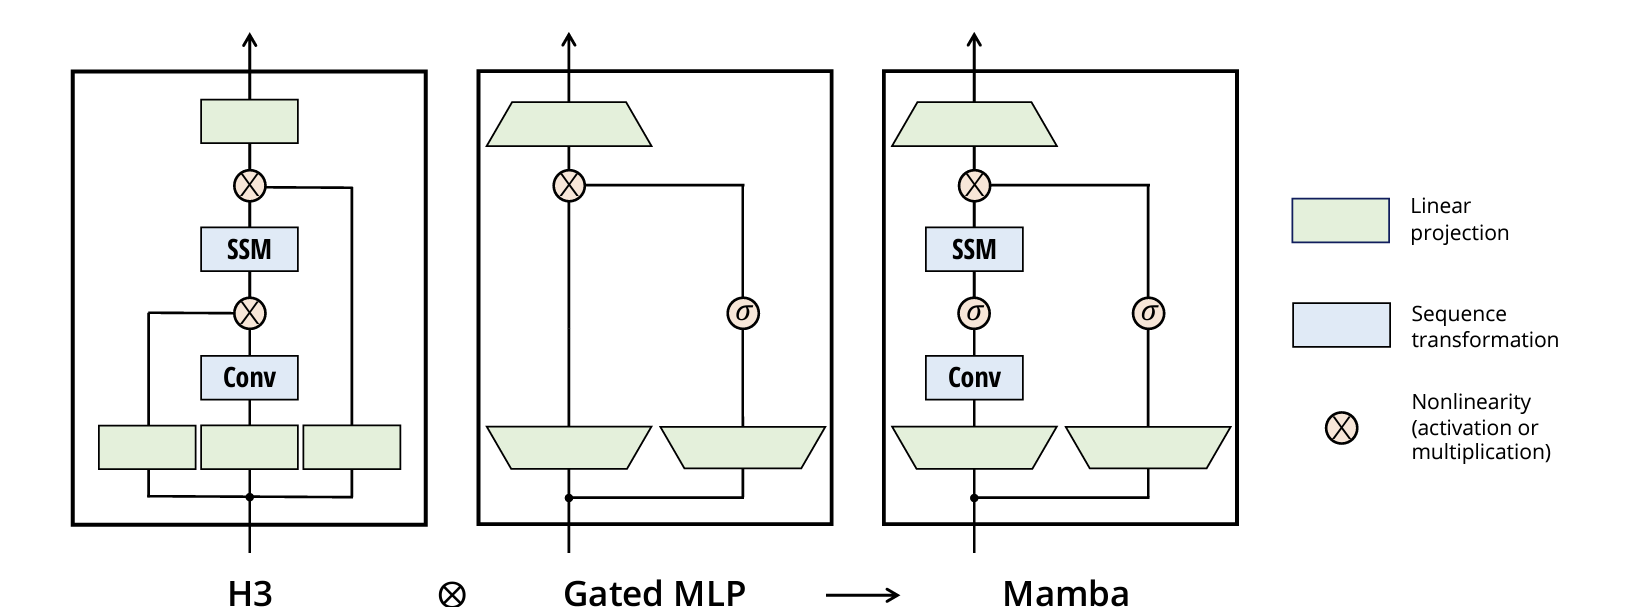 SSM
Conv
σ
SSM
σ
σ
Conv
Linear
projection
Sequence
transformation
Nonlinearity
(activation or
multiplication)
H3 ⊗ Gated MLP → Mamba